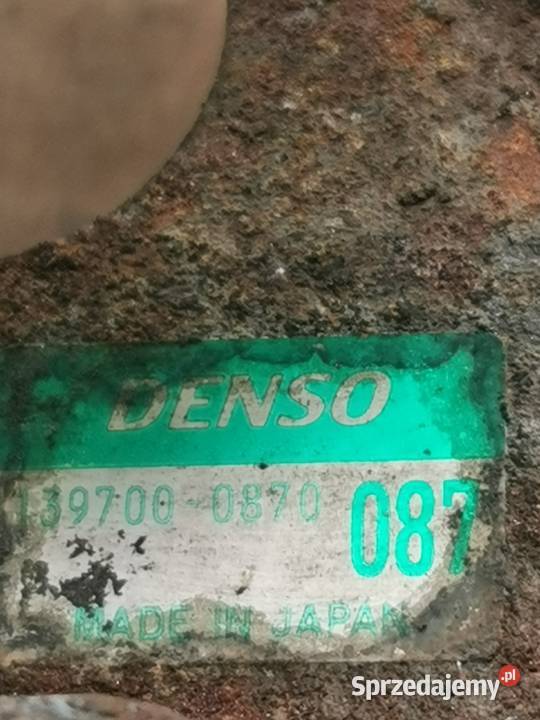 DENSO
139700-0870 087
MADE IN JAPAN
Sprzedajemy.pl